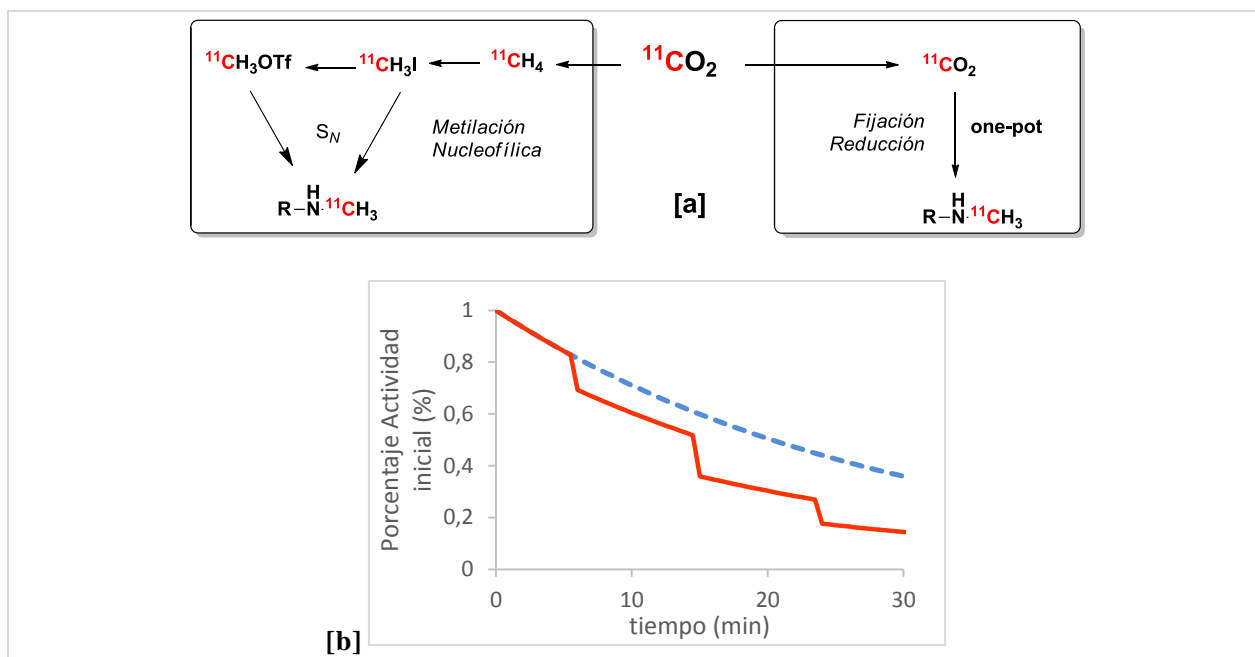 ¹¹CH₃OTf ¹¹CH₃I ¹¹CH₄ ¹¹CO₂ ¹¹CO₂
S_N
Metilación
Nucleofílica
Fijación
Reducción
one-pot
H
R–N·¹¹CH₃
H
R–N·¹¹CH₃
[a]
Porcentaje Actividad
inicial (%)
1
0,8
0,6
0,4
0,2
0
0 10 20 30
tiempo (min)
[b]